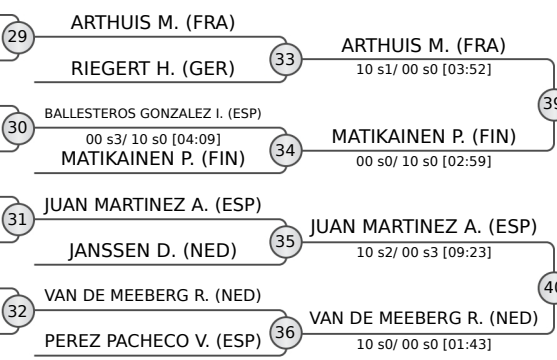 29
ARTHUIS M. (FRA)
RIEGERT H. (GER)
33
ARTHUIS M. (FRA)
10 s1/ 00 s0 [03:52]
39
30
BALLESTEROS GONZALEZ I. (ESP)
00 s3/ 10 s0 [04:09]
MATIKAINEN P. (FIN)
34
MATIKAINEN P. (FIN)
00 s0/ 10 s0 [02:59]
31
JUAN MARTINEZ A. (ESP)
JANSSEN D. (NED)
35
JUAN MARTINEZ A. (ESP)
10 s2/ 00 s3 [09:23]
40
32
VAN DE MEEBERG R. (NED)
PEREZ PACHECO V. (ESP)
36
VAN DE MEEBERG R. (NED)
10 s0/ 00 s0 [01:43]